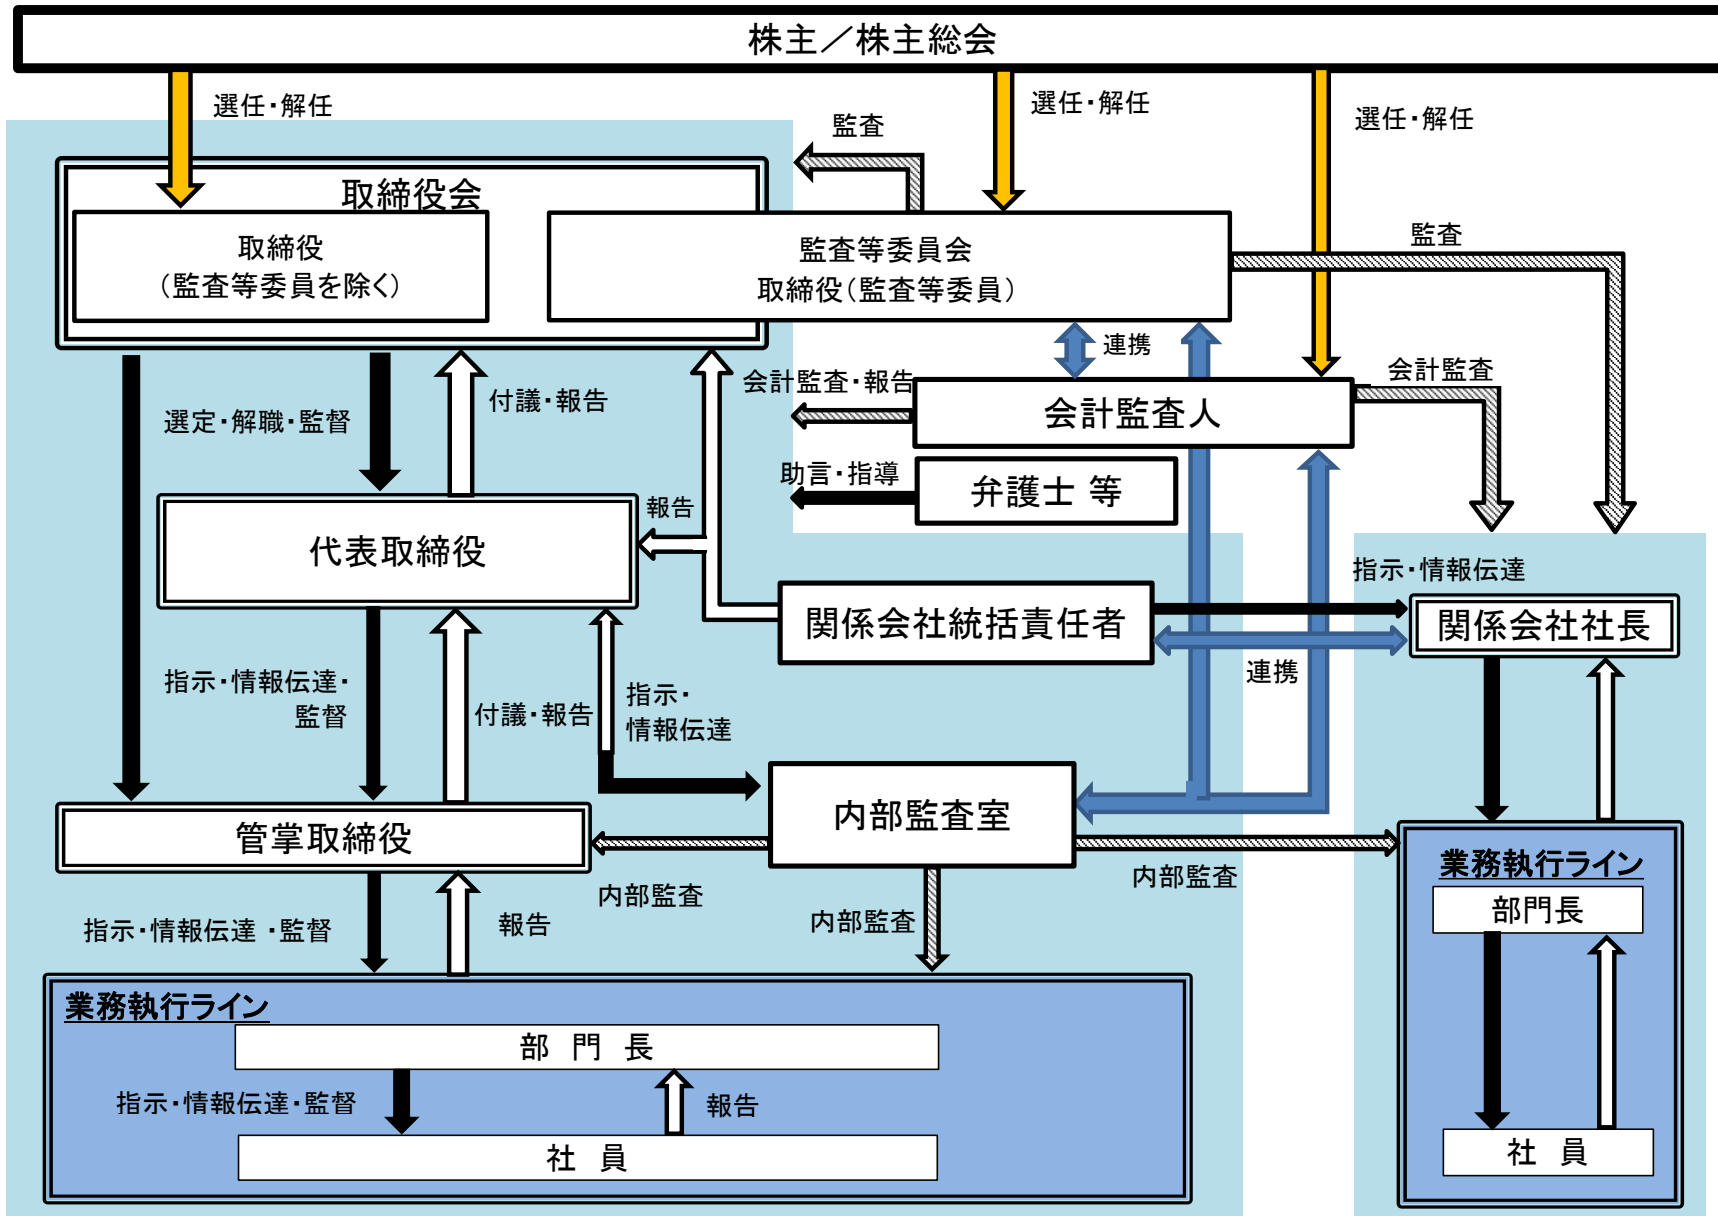 株主／株主総会
選任・解任
選任・解任
選任・解任
監査
取締役会
取締役
（監査等委員を除く）
監査等委員会
取締役（監査等委員）
監査
連携
会計監査・報告
会計監査人
会計監査
選定・解職・監督
付議・報告
助言・指導
弁護士 等
報告
代表取締役
指示・情報伝達
関係会社統括責任者
関係会社社長
連携
指示・情報伝達・
監督
付議・報告
指示・
情報伝達
内部監査室
管掌取締役
内部監査
内部監査
内部監査
指示・情報伝達 ・監督
報告
業務執行ライン
部 門 長
指示・情報伝達・監督
報告
社 員
業務執行ライン
部門長
社 員